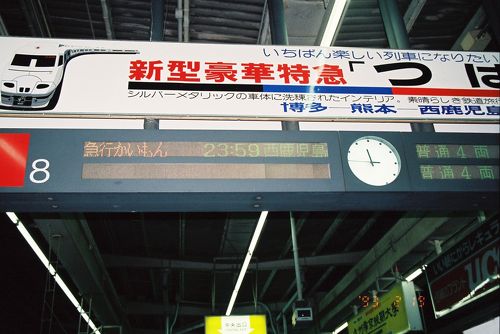 いちばん楽しい列車になりたい
新型豪華特急「つば
シルバーメタリックの車体に洗練されたインテリア。素晴らしき鉄道旅
博多 熊本 西鹿児島
8
急行かいもん 23:59 西鹿児島
普通4両
普通4両
'93 2 19